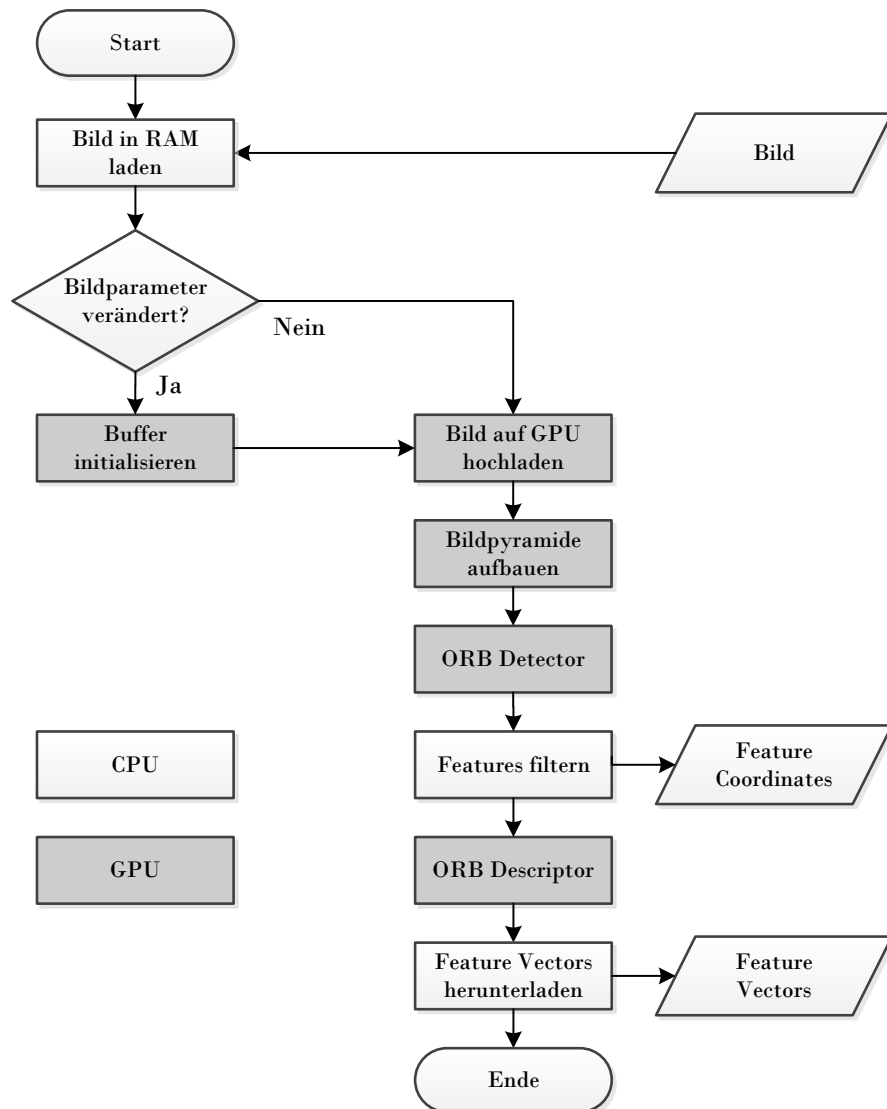 Start
Bild in RAM
laden
Bild
Bildparameter
verändert?
Nein
Ja
Buffer
initialisieren
Bild auf GPU
hochladen
Bildpyramide
aufbauen
ORB Detector
CPU
Features filtern
Feature
Coordinates
GPU
ORB Descriptor
Feature Vectors
herunterladen
Feature
Vectors
Ende